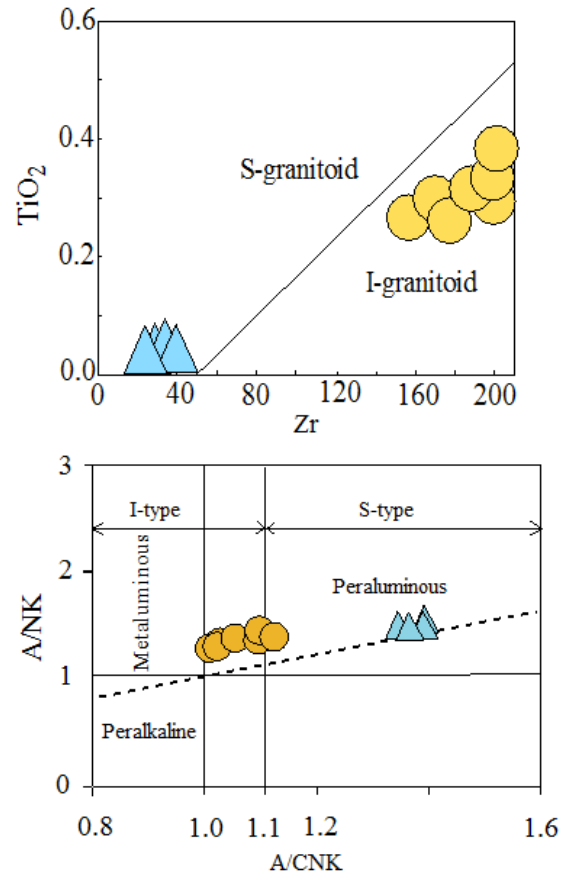 0.6
0.4
TiO2
S-granitoid
0.2
I-granitoid
0.0
0
40
80
120
160
200
Zr
3
I-type
S-type
2
A/NK
Metaluminous
Peraluminous
1
Peralkaline
0
0.8
1.0
1.1
1.2
1.6
A/CNK